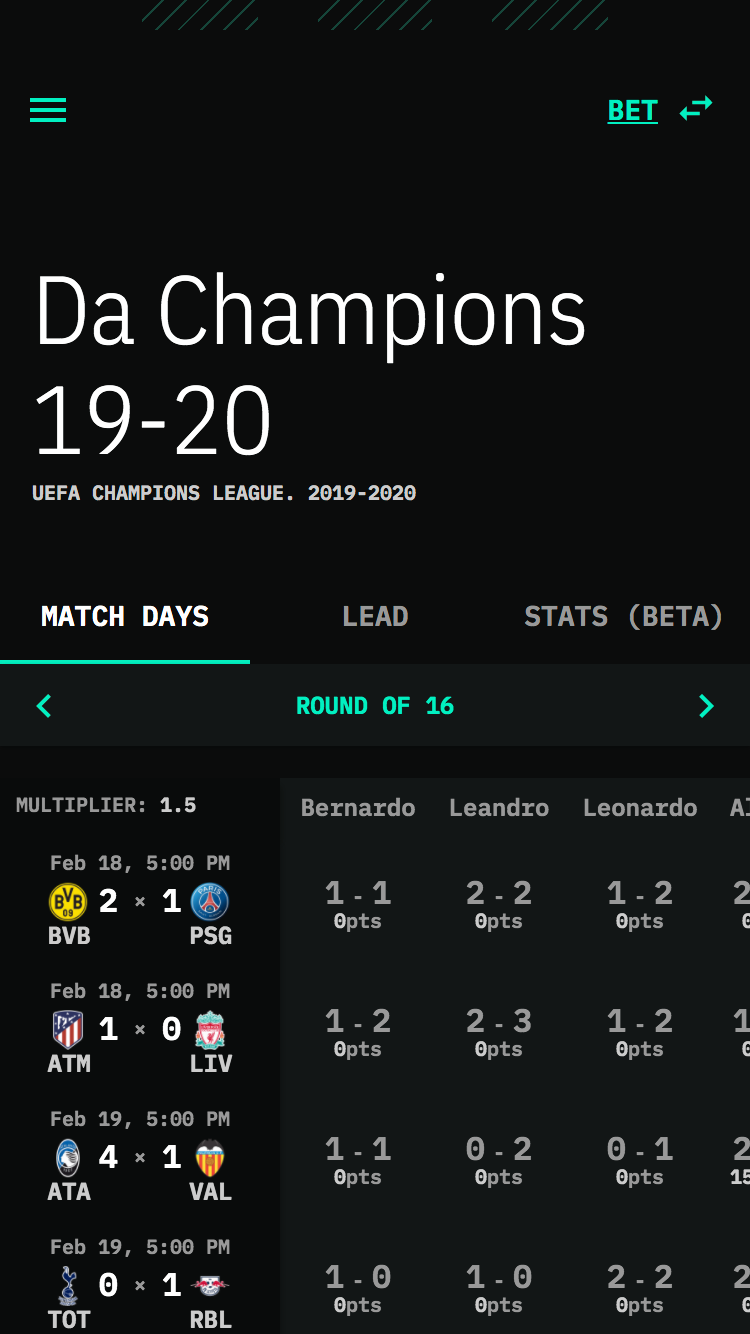 BET
Da Champions
19-20
UEFA CHAMPIONS LEAGUE. 2019-2020
MATCH DAYS LEAD STATS (BETA)
ROUND OF 16
MULTIPLIER: 1.5 Bernardo Leandro Leonardo
Feb 18, 5:00 PM
2 × 1 1 - 1 2 - 2 1 - 2 2
BVB PSG 0pts 0pts 0pts 0
Feb 18, 5:00 PM
1 × 0 1 - 2 2 - 3 1 - 2 1
ATM LIV 0pts 0pts 0pts 0
Feb 19, 5:00 PM
4 × 1 1 - 1 0 - 2 0 - 1 2
ATA VAL 0pts 0pts 0pts 15
Feb 19, 5:00 PM
0 × 1 1 - 0 1 - 0 2 - 2 2
TOT RBL 0pts 0pts 0pts 0